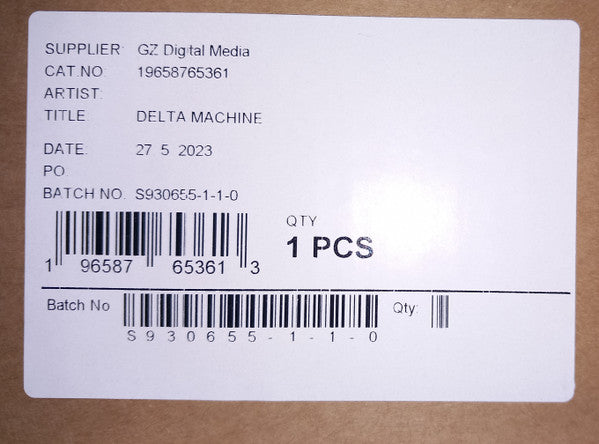 SUPPLIER: GZ Digital Media
CAT.NO: 19658765361
ARTIST:
TITLE: DELTA MACHINE
DATE: 27 5 2023
PO
BATCH NO. S930655-1-1-0
QTY
1 PCS
1 96587 65361 3
Batch No
Qty:
S930655-1-1-0